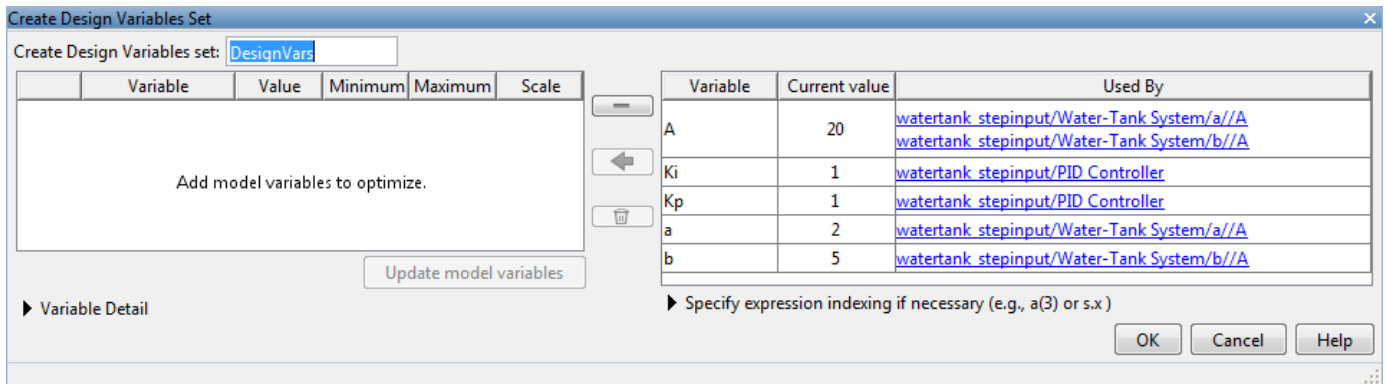 Create Design Variables Set
Create Design Variables set: DesignVars
Variable Value Minimum Maximum Scale
Add model variables to optimize.
Update model variables
Variable Detail
Variable Current value Used By
A 20 watertank_stepinput/Water-Tank System/a//A
watertank_stepinput/Water-Tank System/b//A
Ki 1 watertank_stepinput/PID Controller
Kp 1 watertank_stepinput/PID Controller
a 2 watertank_stepinput/Water-Tank System/a//A
b 5 watertank_stepinput/Water-Tank System/b//A
Specify expression indexing if necessary (e.g., a(3) or s.x )
OK Cancel Help